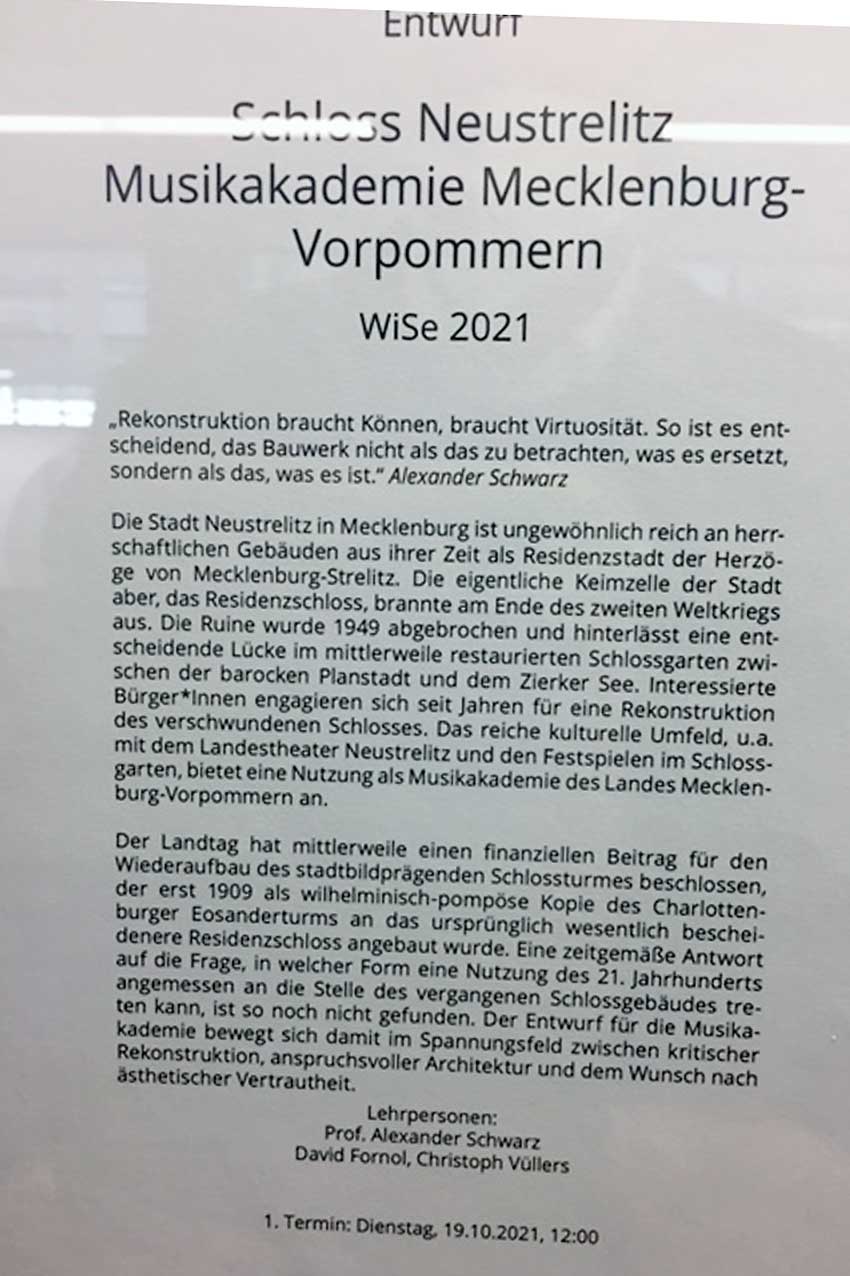 Entwurf
Schloss Neustrelitz
Musikakademie Mecklenburg-
Vorpommern
WiSe 2021
„Rekonstruktion braucht Können, braucht Virtuosität. So ist es ent-
scheidend, das Bauwerk nicht als das zu betrachten, was es ersetzt,
sondern als das, was es ist.“ Alexander Schwarz
Die Stadt Neustrelitz in Mecklenburg ist ungewöhnlich reich an herr-
schaftlichen Gebäuden aus ihrer Zeit als Residenzstadt der Herzö-
ge von Mecklenburg-Strelitz. Die eigentliche Keimzelle der Stadt
aber, das Residenzschloss, brannte am Ende des zweiten Weltkriegs
aus. Die Ruine wurde 1949 abgebrochen und hinterlässt eine ent-
scheidende Lücke im mittlerweile restaurierten Schlossgarten zwi-
schen der barocken Planstadt und dem Zierker See. Interessierte
Bürger*Innen engagieren sich seit Jahren für eine Rekonstruktion
des verschwundenen Schlosses. Das reiche kulturelle Umfeld, u.a.
mit dem Landestheater Neustrelitz und den Festspielen im Schloss-
garten, bietet eine Nutzung als Musikakademie des Landes Mecklen-
burg-Vorpommern an.
Der Landtag hat mittlerweile einen finanziellen Beitrag für den
Wiederaufbau des stadtbildprägenden Schlossturmes beschlossen,
der erst 1909 als wilhelminisch-pompöse Kopie des Charlotten-
burger Eosanderturms an das ursprünglich wesentlich beschei-
denere Residenzschloss angebaut wurde. Eine zeitgemäße Antwort
auf die Frage, in welcher Form eine Nutzung des 21. Jahrhunderts
angemessen an die Stelle des vergangenen Schlossgebäudes tre-
ten kann, ist so noch nicht gefunden. Der Entwurf für die Musika-
kademie bewegt sich damit im Spannungsfeld zwischen kritischer
Rekonstruktion, anspruchsvoller Architektur und dem Wunsch nach
ästhetischer Vertrautheit.
Lehrpersonen:
Prof. Alexander Schwarz
David Fornol, Christoph Vüllers
1. Termin: Dienstag, 19.10.2021, 12:00